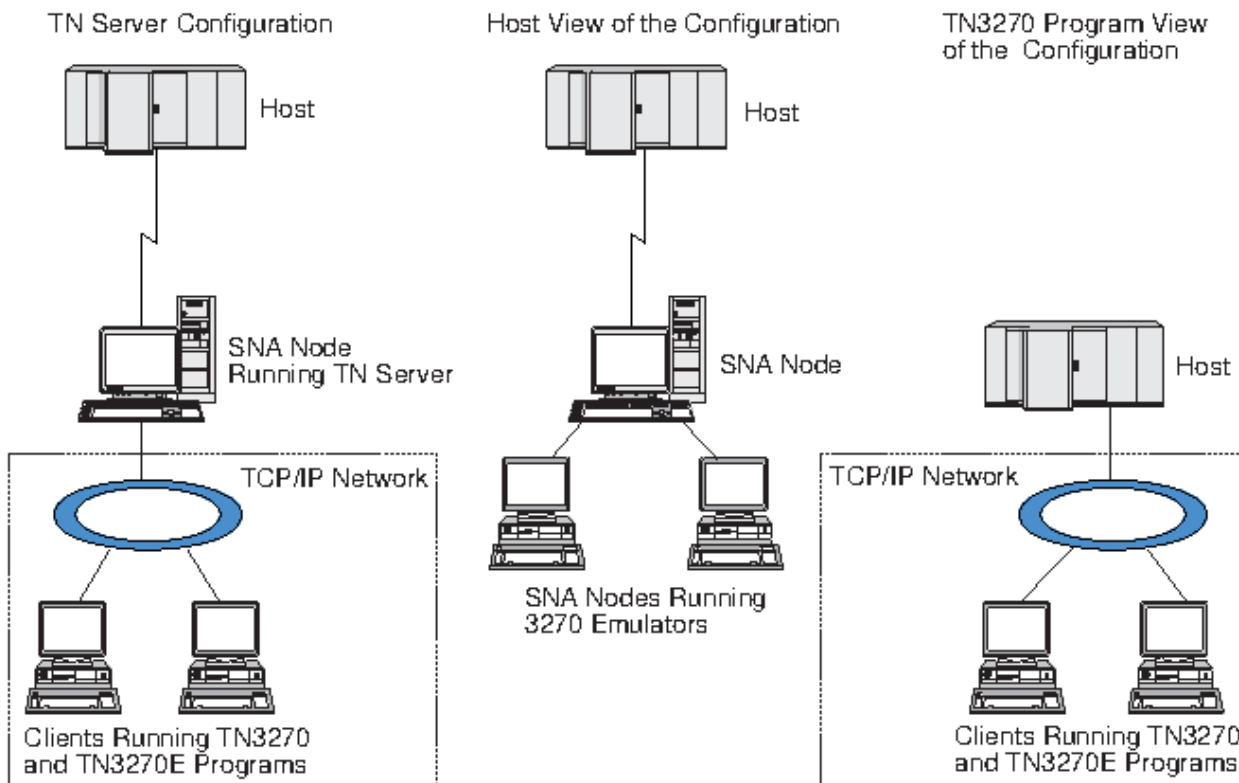 TN Server Configuration
Host
SNA Node
Running TN Server
TCP/IP Network
Clients Running TN3270
and TN3270E Programs
Host View of the Configuration
Host
SNA Node
SNA Nodes Running
3270 Emulators
TN3270 Program View
of the Configuration
Host
TCP/IP Network
Clients Running TN3270
and TN3270E Programs